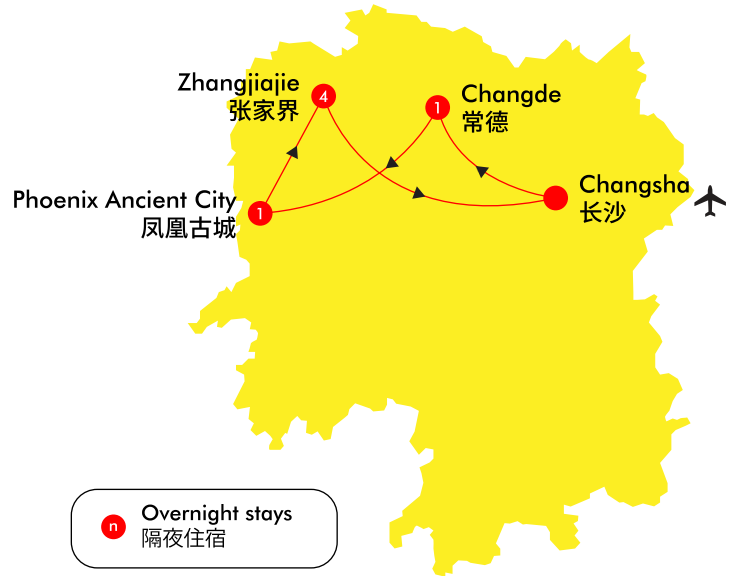 Zhangjiajie
张家界
4
1
Changde
常德
Phoenix Ancient City
凤凰古城
1
Changsha
长沙
n
Overnight stays
隔夜住宿